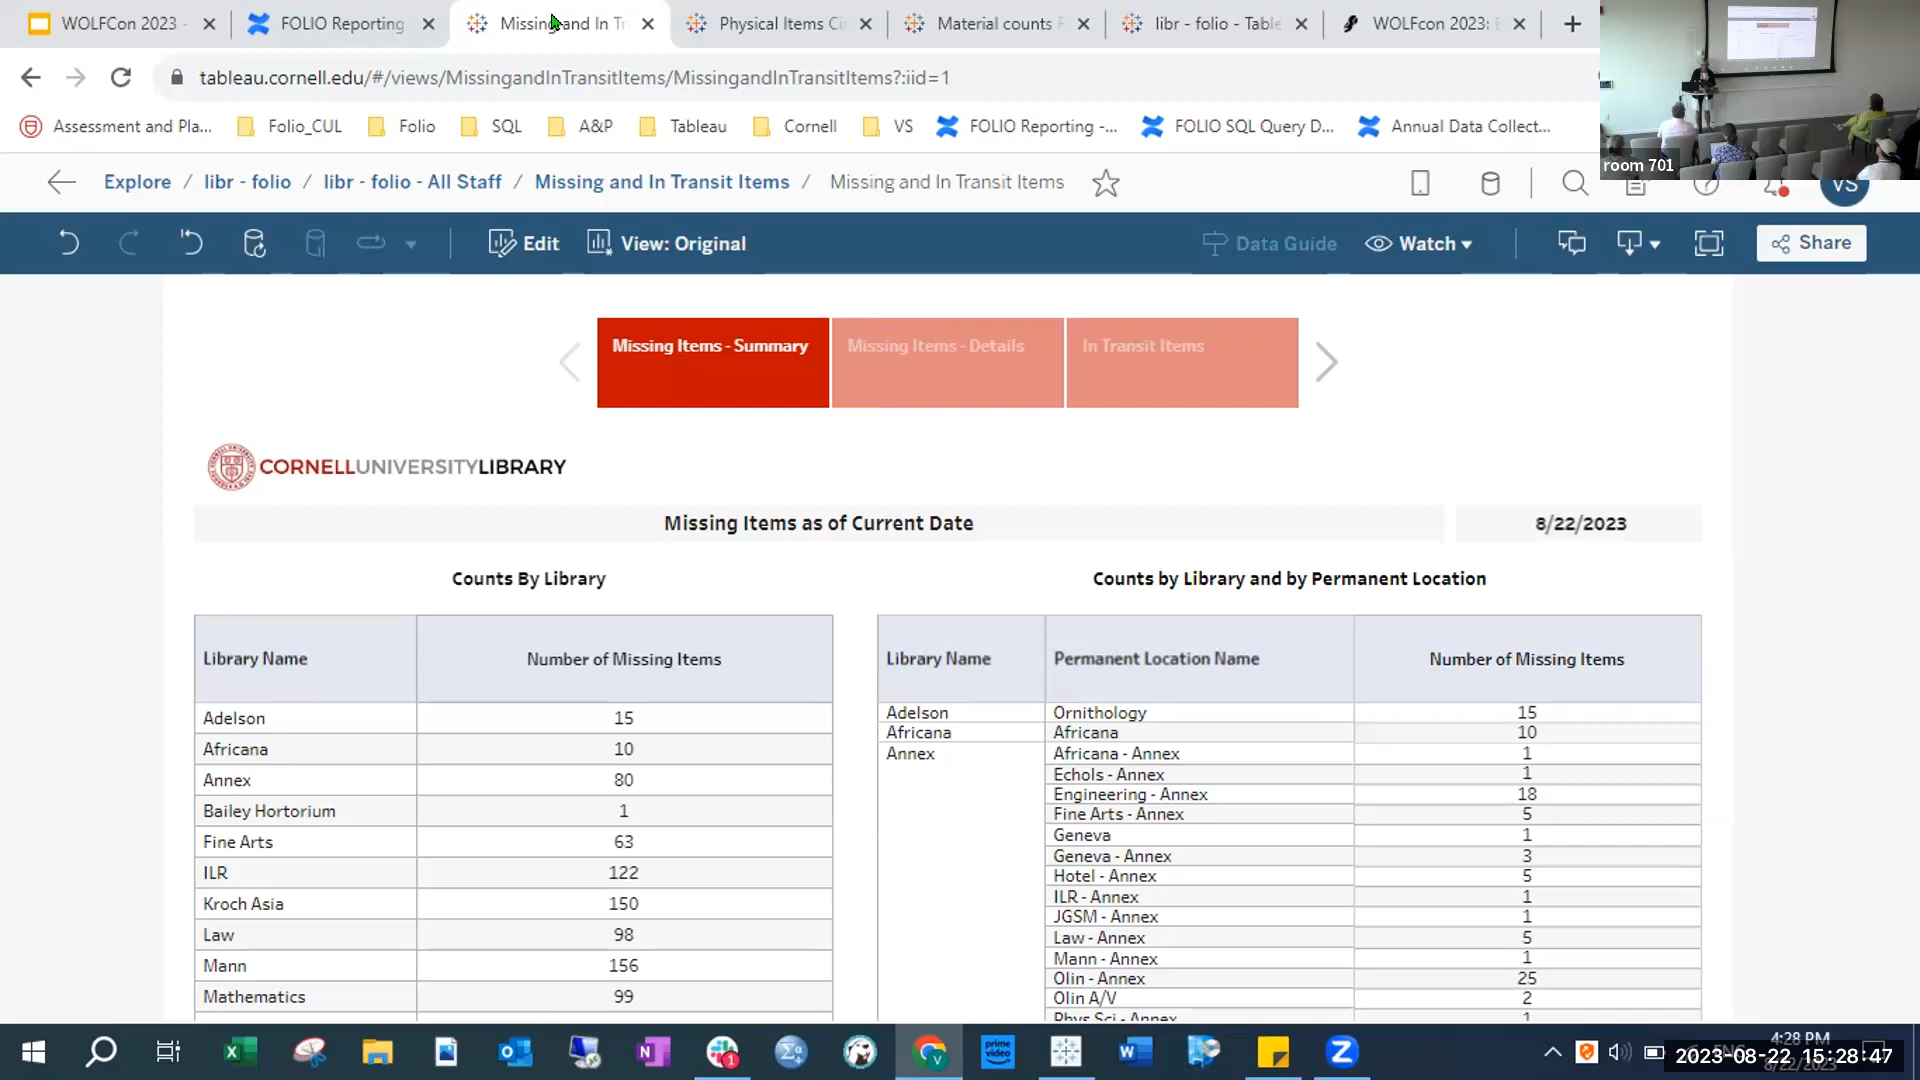 WOLFCon 2023 -
FOLIO Reporting
Missing and In Tr
Physical Items Ci
Material counts F
libr - folio - Table
WOLFcon 2023:
tableau.cornell.edu/#/views/MissingandInTransitItems/MissingandInTransitItems?:iid=1
Assessment and Pla...
Folio_CUL
Folio
SQL
A&P
Tableau
Cornell
VS
FOLIO Reporting -...
FOLIO SQL Query D...
Annual Data Collect...
room 701
Explore / libr - folio / libr - folio - All Staff / Missing and In Transit Items / Missing and In Transit Items
VS
Edit
View: Original
Data Guide
Watch
Share
Missing Items - Summary
Missing Items - Details
In Transit Items
CORNELLUNIVERSITYLIBRARY
Missing Items as of Current Date
8/22/2023
Counts By Library
Library Name Number of Missing Items
Adelson 15
Africana 10
Annex 80
Bailey Hortorium 1
Fine Arts 63
ILR 122
Kroch Asia 150
Law 98
Mann 156
Mathematics 99
Counts by Library and by Permanent Location
Library Name Permanent Location Name Number of Missing Items
Adelson Ornithology 15
Africana Africana 10
Annex Africana - Annex 1
Echols - Annex 1
Engineering - Annex 18
Fine Arts - Annex 5
Geneva 1
Geneva - Annex 3
Hotel - Annex 5
ILR - Annex 1
JGSM - Annex 1
Law - Annex 5
Mann - Annex 1
Olin - Annex 25
Olin A/V 2
Phys Sci - Annex 1
prime video
4:28 PM
8/22/2023
2023-08-22 15:28:47